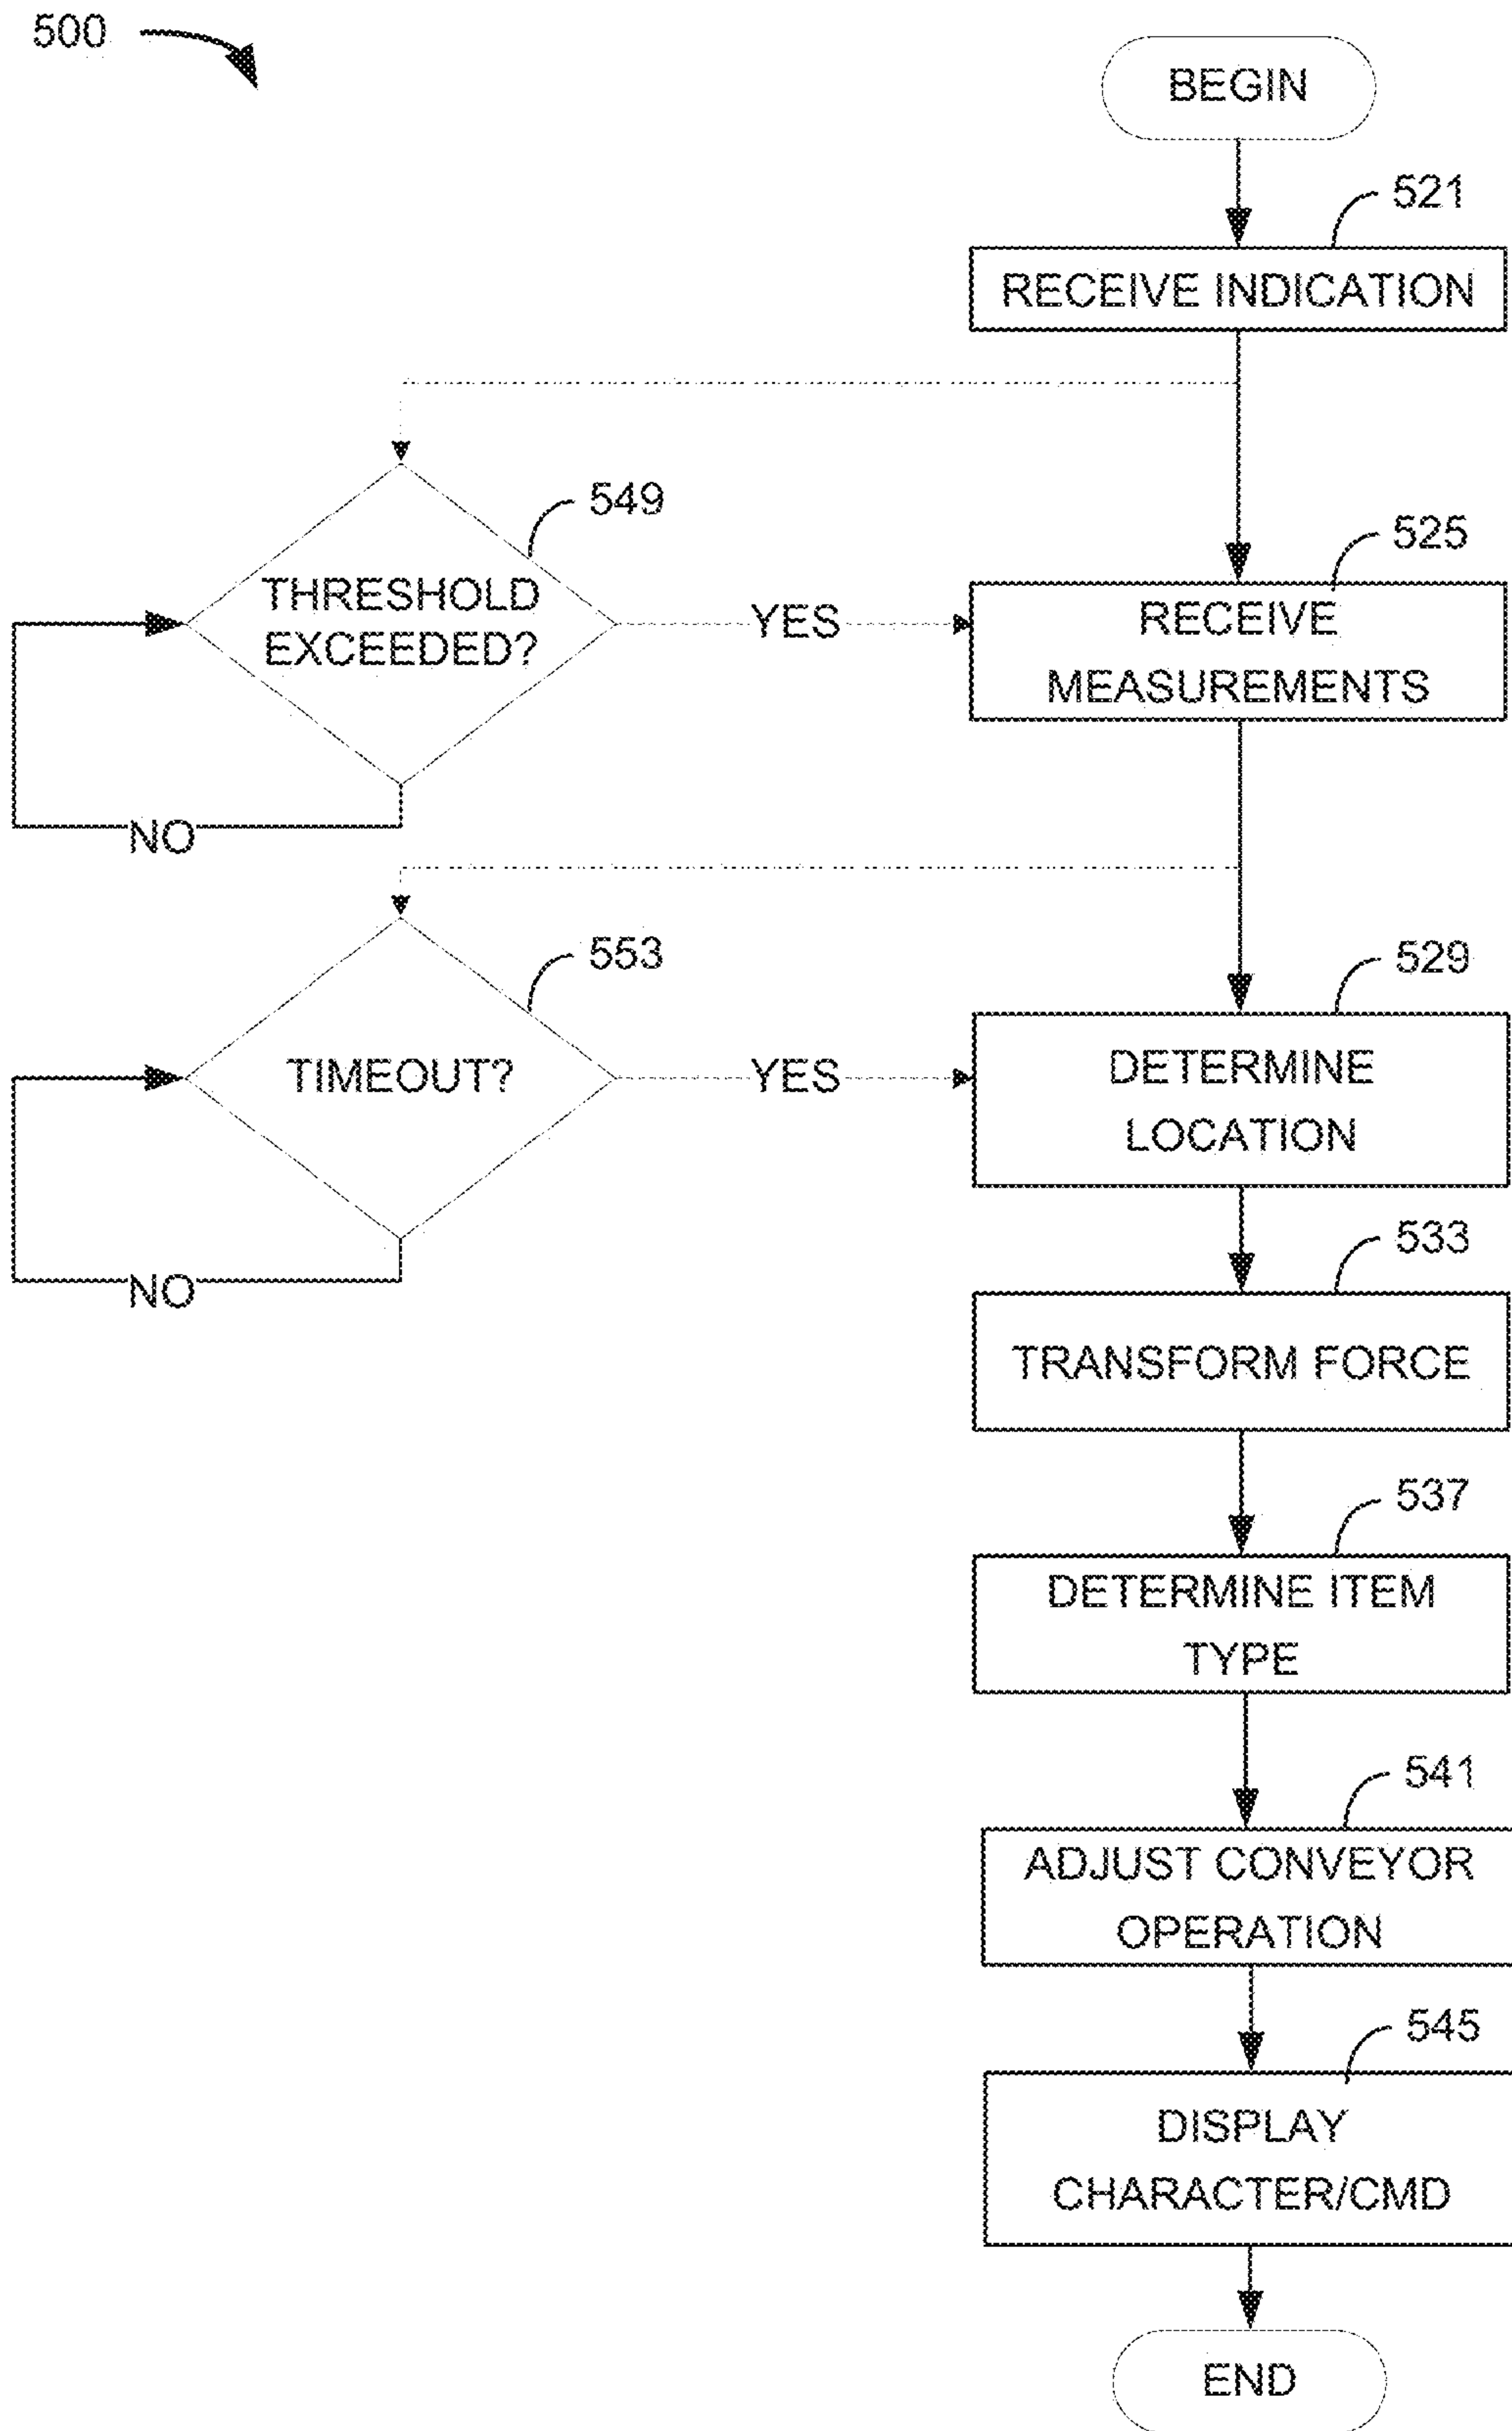 500
BEGIN
521
RECEIVE INDICATION
549
THRESHOLD
EXCEEDED?
YES
NO
525
RECEIVE
MEASUREMENTS
553
TIMEOUT?
YES
NO
529
DETERMINE
LOCATION
533
TRANSFORM FORCE
537
DETERMINE ITEM
TYPE
541
ADJUST CONVEYOR
OPERATION
545
DISPLAY
CHARACTER/CMD
END